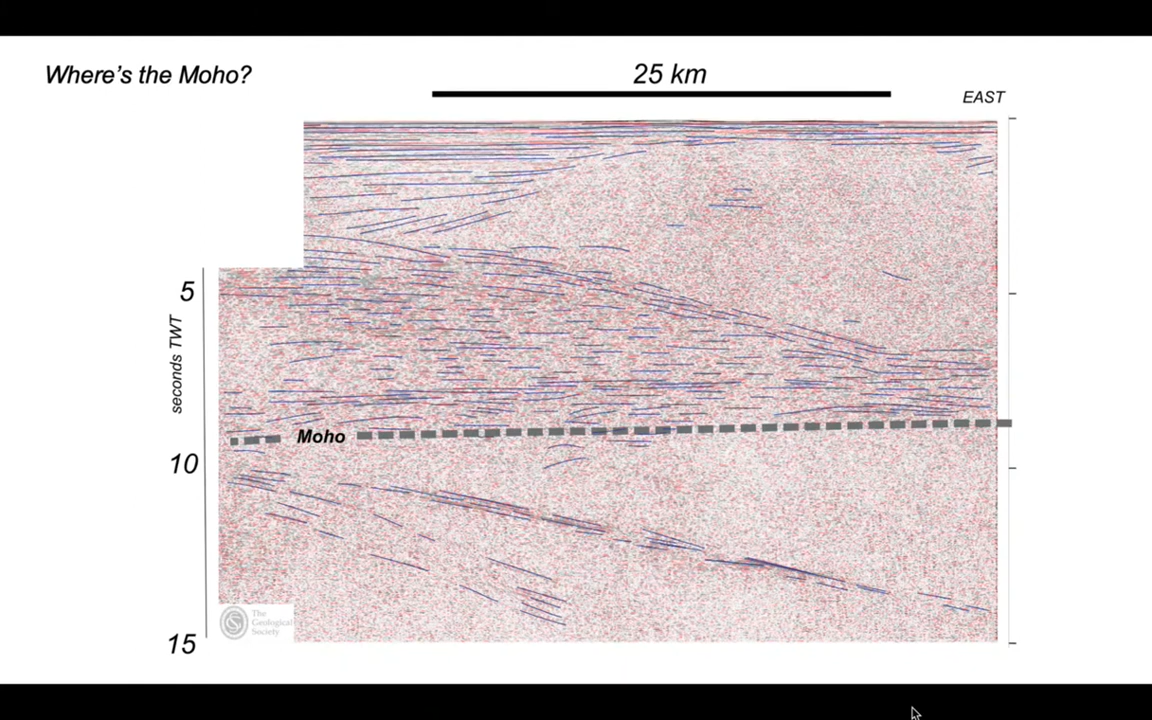 Where's the Moho?
25 km
EAST
5
seconds TWT
Moho
10
The
Geological
Society
15